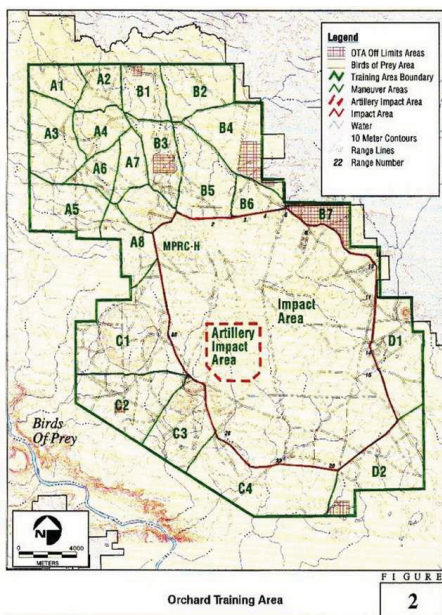 Legend
OTA Off Limits Areas
Birds of Prey Area
Training Area Boundary
Maneuver Areas
Artillery Impact Area
Impact Area
Water
10 Meter Contours
Range Lines
22 Range Number
A1
A2
B1
B2
A3
A4
B3
B4
A6
A7
A5
B5
B6
B7
A8
MPRC-H
Impact
Area
Artillery
Impact
Area
C1
D1
C2
C3
Birds
Of Prey
C4
D2
N
0 4000
METERS
Orchard Training Area
FIGURE
2